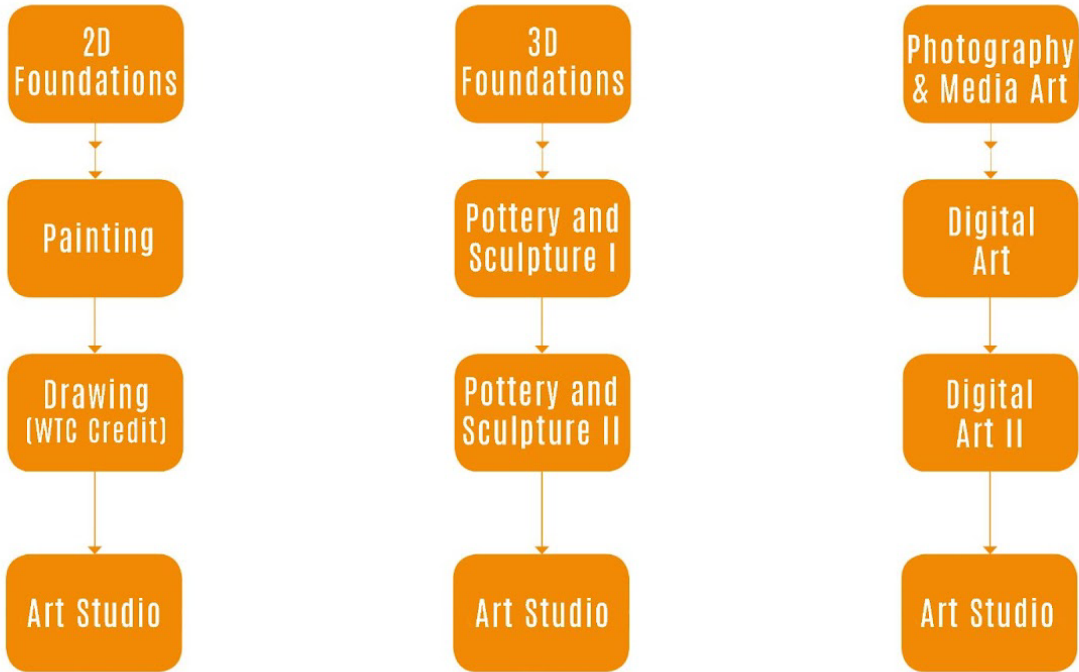 2D
Foundations
3D
Foundations
Photography
& Media Art
Painting
Pottery and
Sculpture I
Digital
Art
Drawing
(WTC Credit)
Pottery and
Sculpture II
Digital
Art II
Art Studio
Art Studio
Art Studio